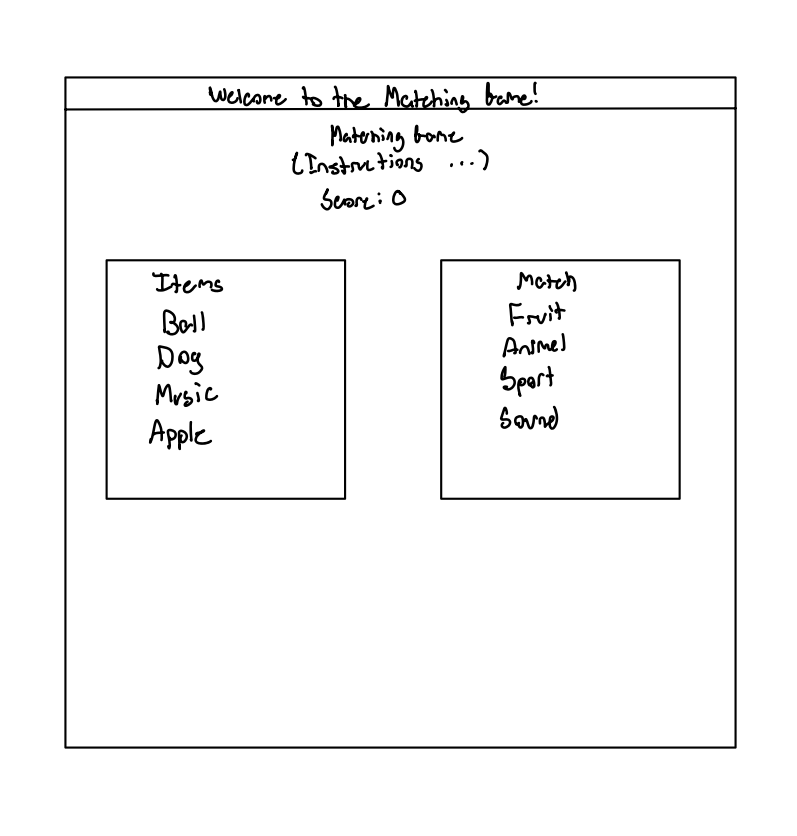 Welcome to the Matching Game!
Matching Game
(Instructions ...)
Score: 0
Items
Ball
Dog
Music
Apple
Match
Fruit
Animal
Sport
Sound